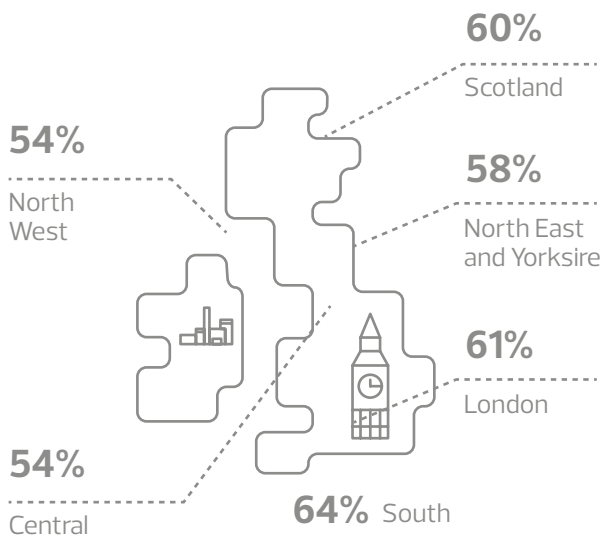 60%
Scotland
54%
North
West
58%
North East
and Yorksire
61%
London
54%
Central
64% South